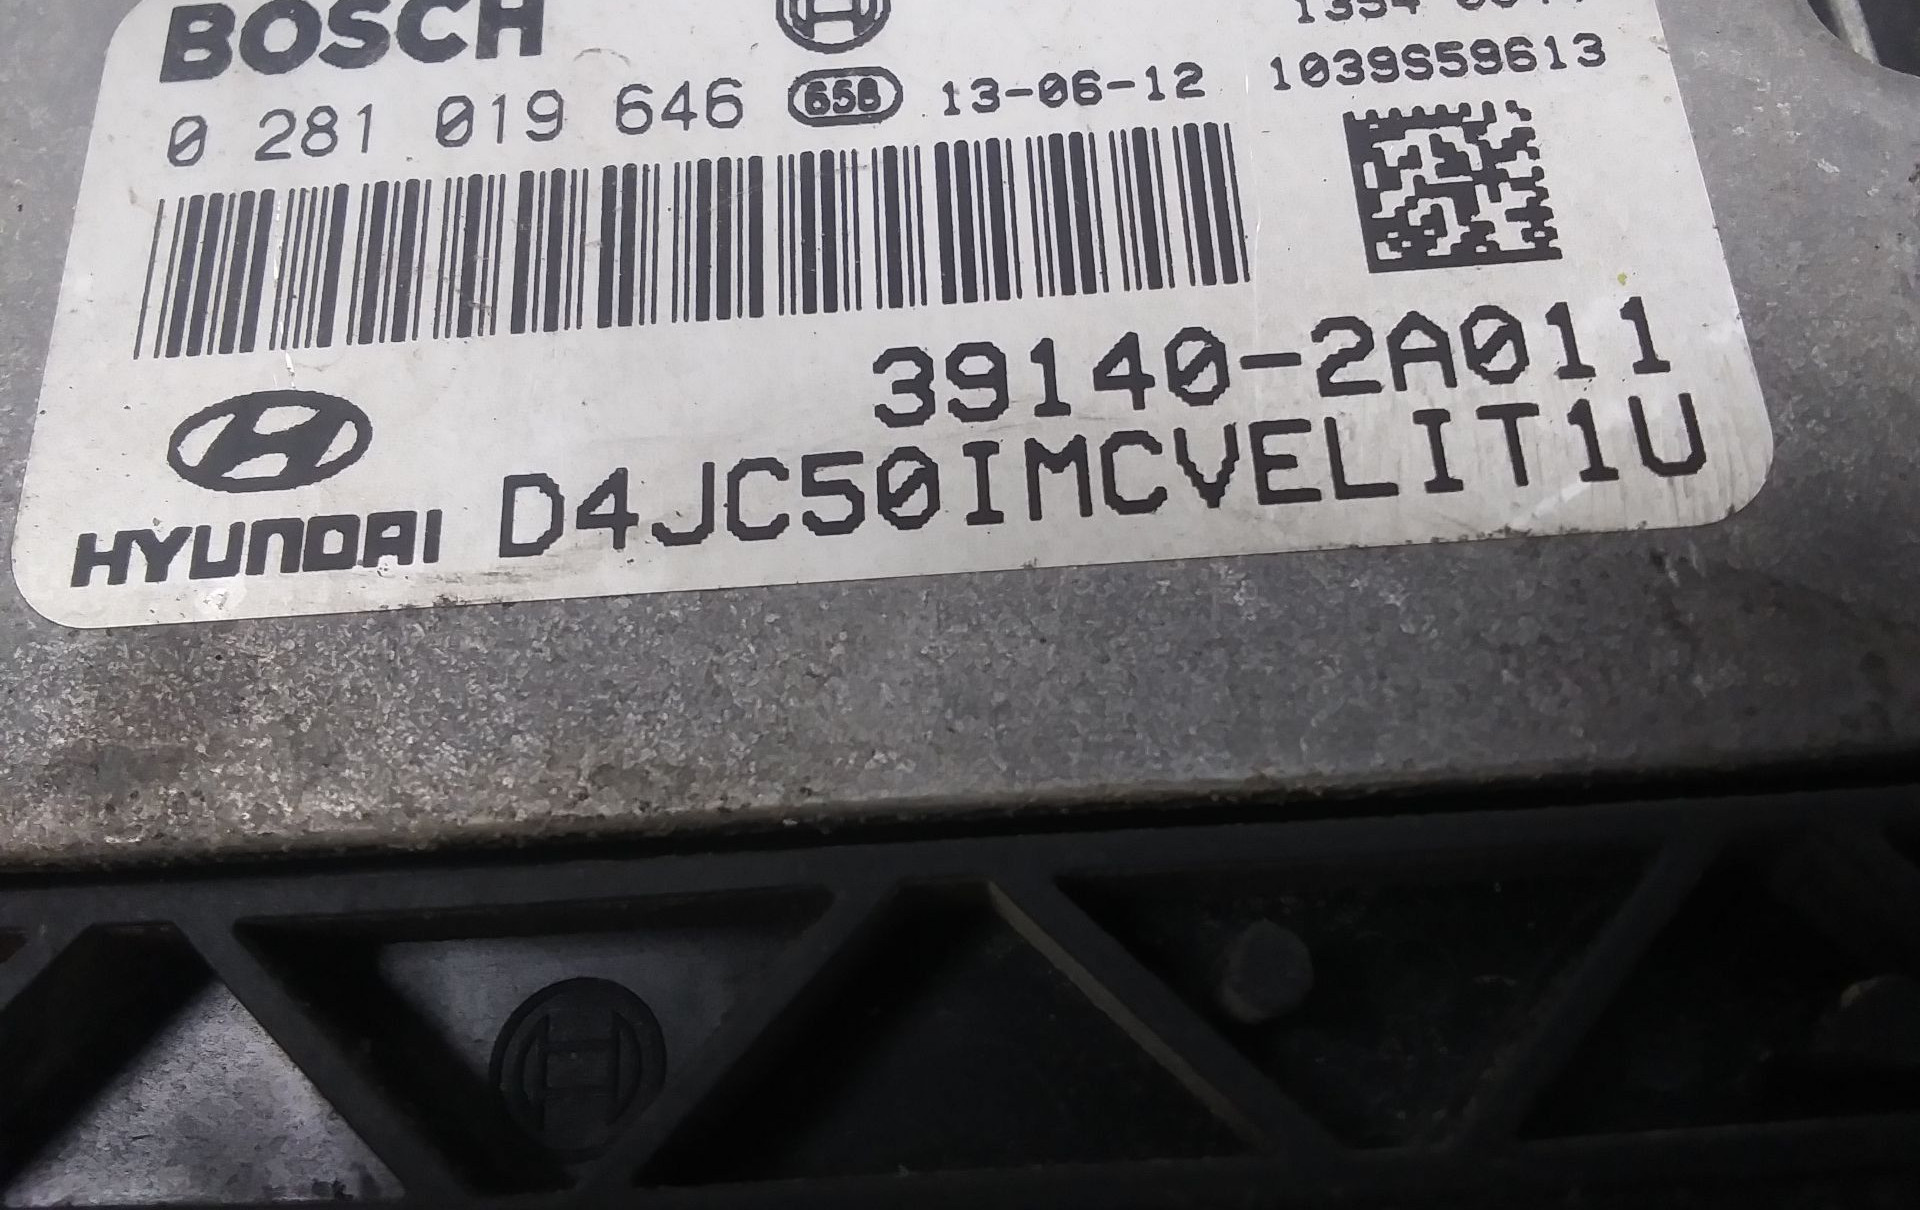 BOSCH
0 281 019 646 658 13-06-12 1039S59613
39140-2A011
HYUNDAI D4JC50IMCVELIT1U